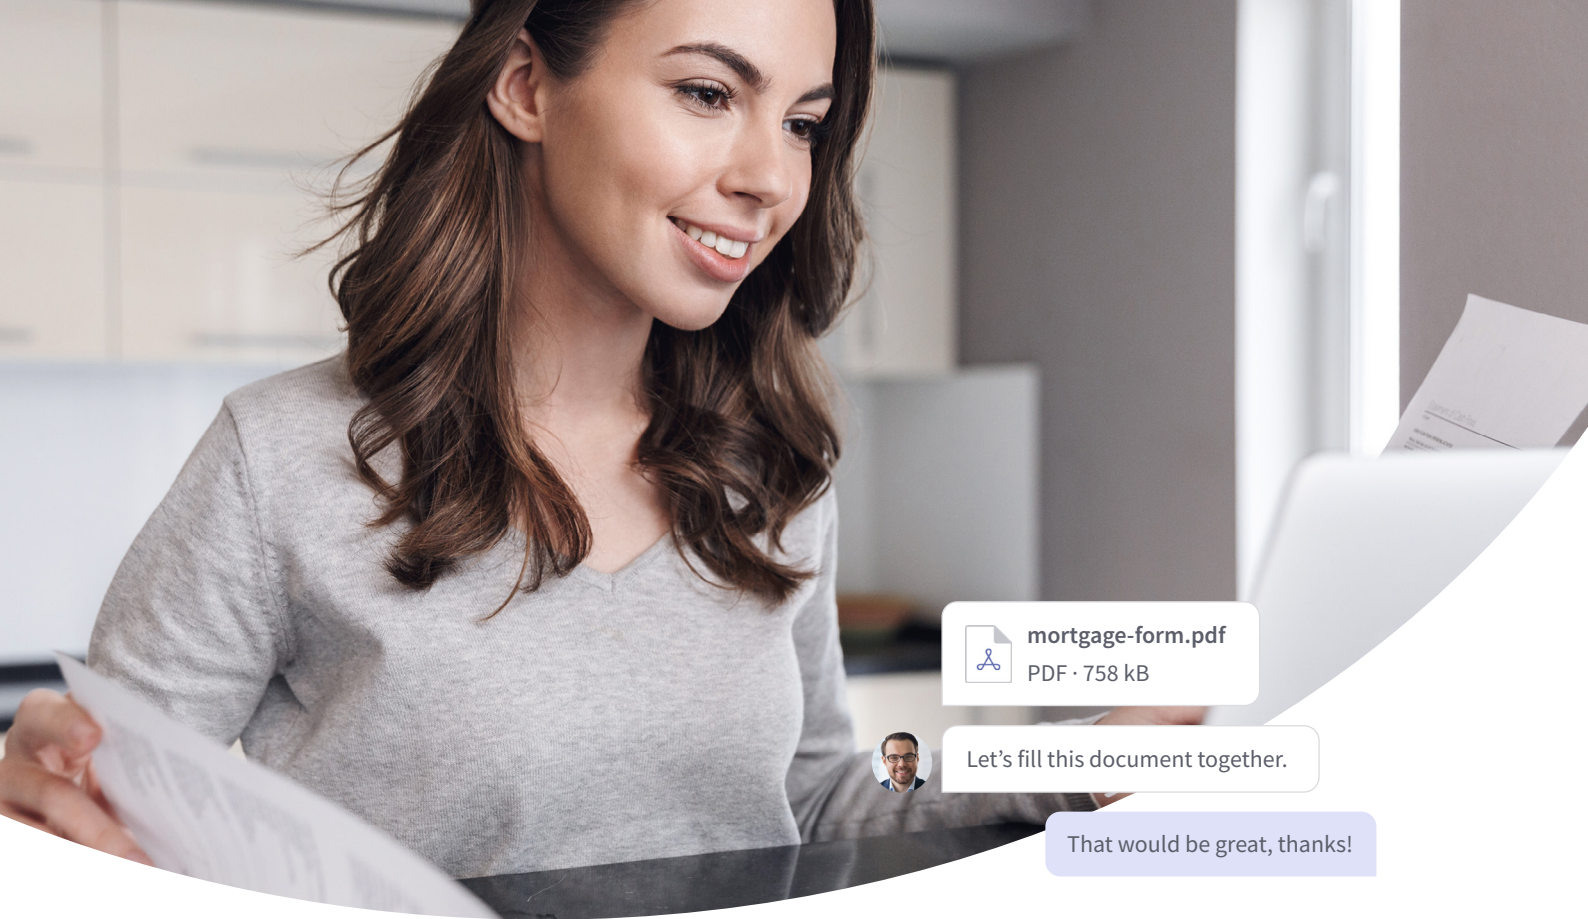 mortgage-form.pdf
PDF · 758 kB
Let’s fill this document together.
That would be great, thanks!